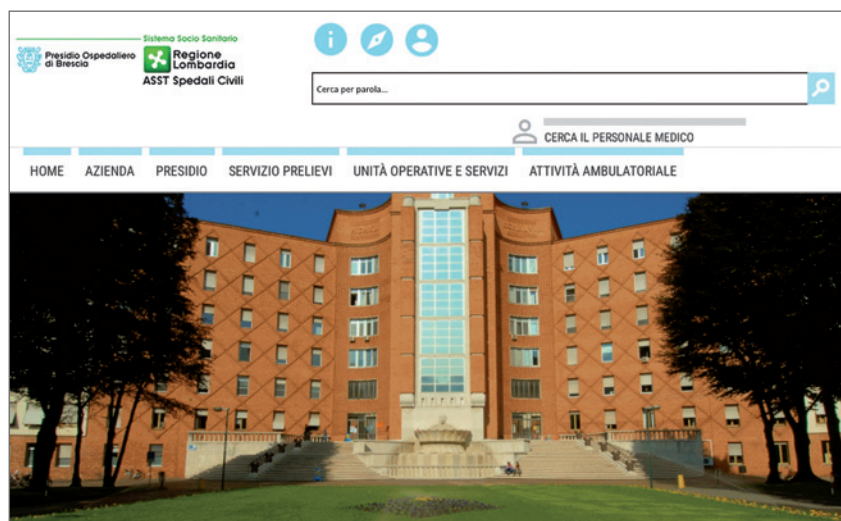 Sistema Socio Sanitario
Presidio Ospedaliero
di Brescia
Regione
Lombardia
ASST Spedali Civili
i
Cerca per parola...
CERCA IL PERSONALE MEDICO
HOME AZIENDA PRESIDIO SERVIZIO PRELIEVI UNITÀ OPERATIVE E SERVIZI ATTIVITÀ AMBULATORIALE